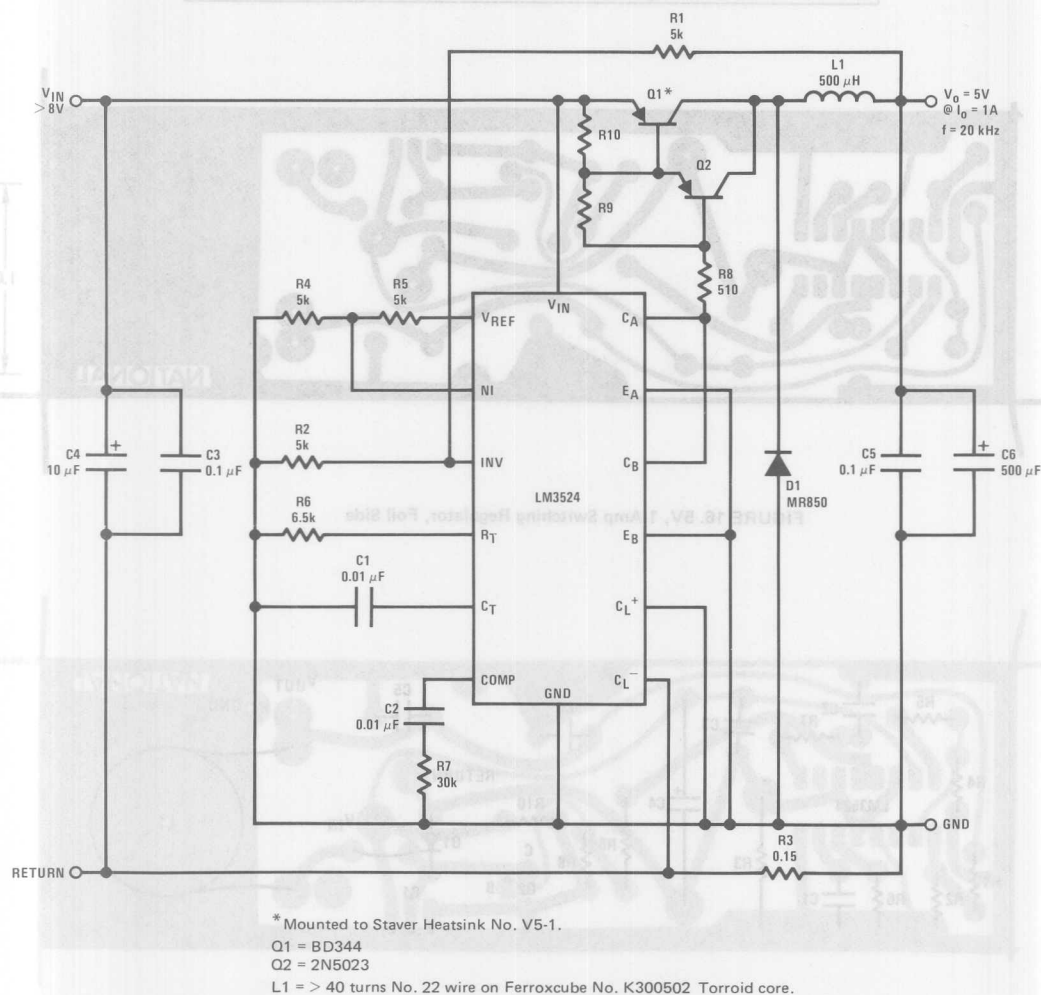 R1
5k
L1
500 µH
V_IN
>8V
Q1*
V_o = 5V
@ I_o = 1A
f = 20 kHz
R10
Q2
R9
R8
510
R4
5k
R5
5k
V_REF
V_IN
C_A
NATIONAL
NI
E_A
C4
10 µF
+
C3
0.1 µF
R2
5k
INV
C_B
D1
MR850
C5
0.1 µF
+
C6
500 µF
LM3524
FIGURE 16. 5V, 1 Amp Switching Regulator, Foil Side
R6
6.5k
R_T
E_B
C1
0.01 µF
C_T
C_L+
COMP
GND
C_L-
C2
0.01 µF
R7
30k
RETURN
GND
R3
0.15
RETURN
*Mounted to Staver Heatsink No. V5-1.
Q1 = BD344
Q2 = 2N5023
L1 = > 40 turns No. 22 wire on Ferroxcube No. K300502 Torroid core.